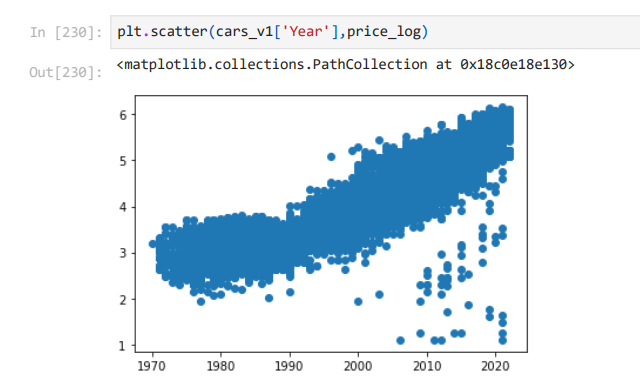 In [230]: plt.scatter(cars_v1['Year'],price_log)
Out[230]: <matplotlib.collections.PathCollection at 0x18c0e18e130>
6
5
4
3
2
1
1970 1980 1990 2000 2010 2020